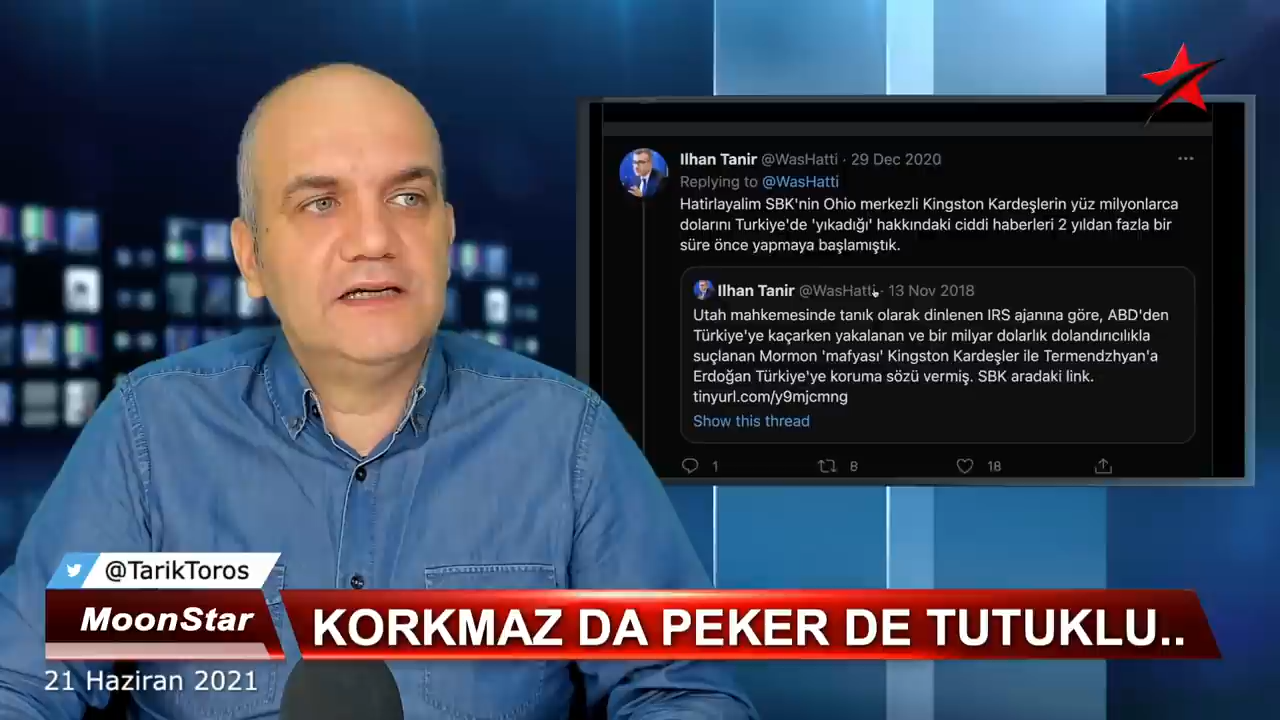 Ilhan Tanir @WasHatti · 29 Dec 2020
Replying to @WasHatti
Hatirlayalim SBK'nin Ohio merkezli Kingston Kardeşlerin yüz milyonlarca
dolarını Turkiye'de 'yıkadığı' hakkındaki ciddi haberleri 2 yıldan fazla bir
süre önce yapmaya başlamıştık.
Ilhan Tanir @WasHatti · 13 Nov 2018
Utah mahkemesinde tanık olarak dinlenen IRS ajanına göre, ABD'den
Türkiye'ye kaçarken yakalanan ve bir milyar dolarlık dolandırıcılıkla
suçlanan Mormon 'mafyası' Kingston Kardeşler ile Termendzhyan'a
Erdoğan Türkiye'ye koruma sözü vermiş. SBK aradaki link.
tinyurl.com/y9mjcmng
Show this thread
1 8 18
@TarikToros
MoonStar
KORKMAZ DA PEKER DE TUTUKLU..
21 Haziran 2021